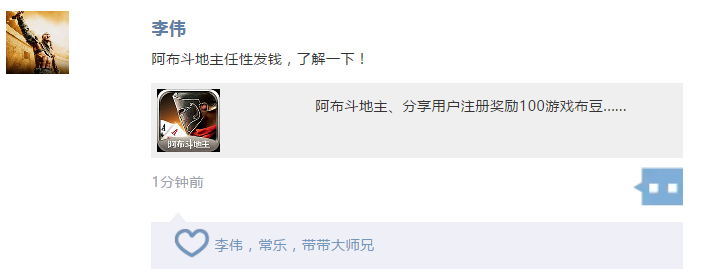 李伟
阿布斗地主任性发钱，了解一下！
阿布斗地主、分享用户注册奖励100游戏布豆......
阿布斗地主
1分钟前
李伟，常乐，带带大师兄